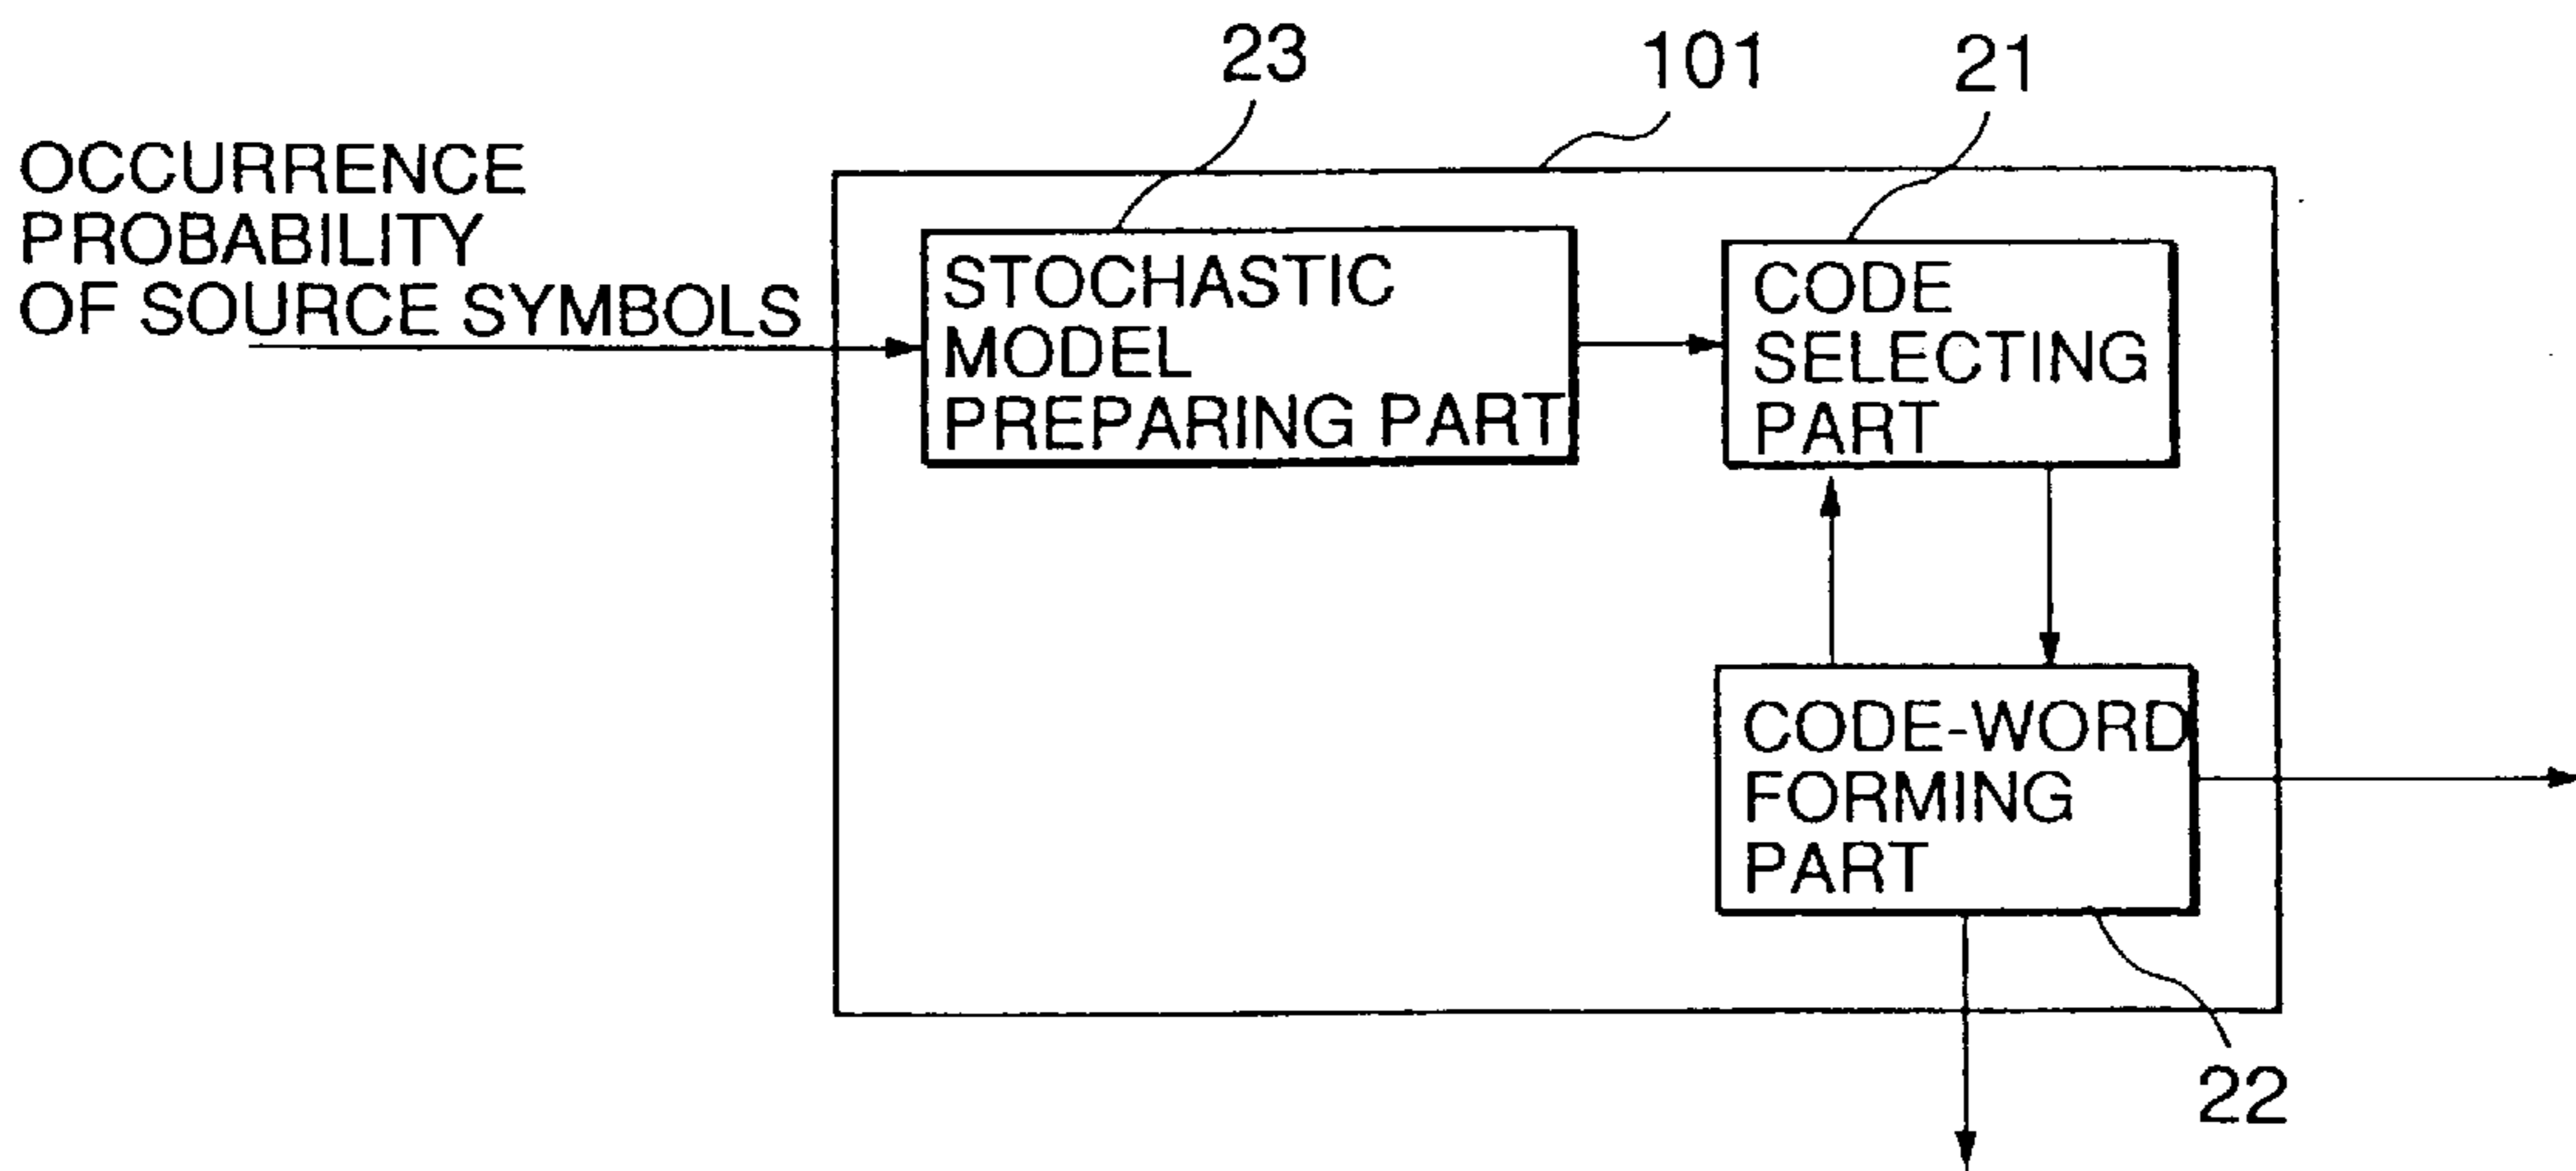 23
101
21
OCCURRENCE
PROBABILITY
OF SOURCE SYMBOLS
STOCHASTIC
MODEL
PREPARING PART
CODE
SELECTING
PART
CODE-WORD
FORMING
PART
22